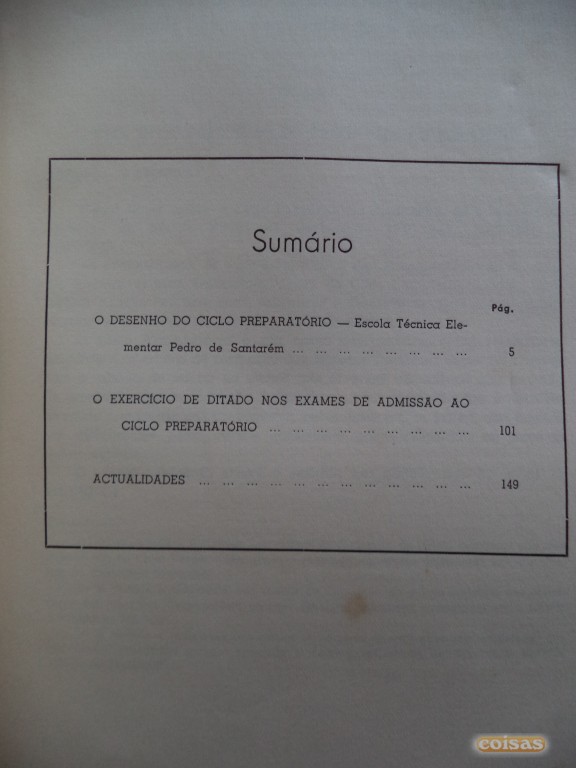 Sumário
Pág.
O DESENHO DO CICLO PREPARATÓRIO — Escola Técnica Ele-
mentar Pedro de Santarém ... ... ... ... ... ... ... ... 5
O EXERCÍCIO DE DITADO NOS EXAMES DE ADMISSÃO AO
CICLO PREPARATÓRIO ... ... ... ... ... ... ... ... ... 101
ACTUALIDADES ... ... ... ... ... ... ... ... ... ... ... ... 149
coisas